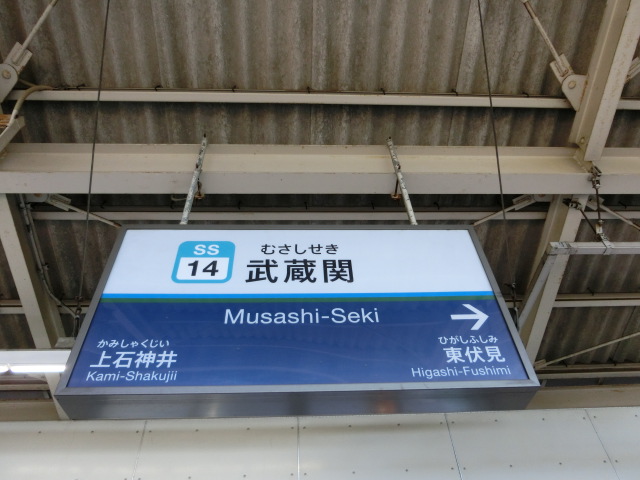 SS
14
むさしせき
武蔵関
Musashi-Seki
→
かみしゃくじい
上石神井
Kami-Shakujii
ひがしふしみ
東伏見
Higashi-Fushimi